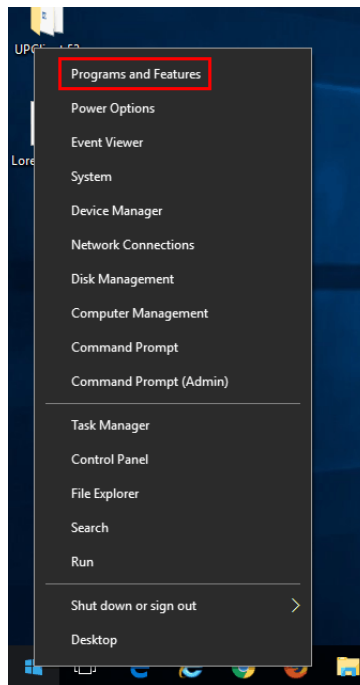 Programs and Features
Power Options
Event Viewer
System
Device Manager
Network Connections
Disk Management
Computer Management
Command Prompt
Command Prompt (Admin)
Task Manager
Control Panel
File Explorer
Search
Run
Shut down or sign out
Desktop